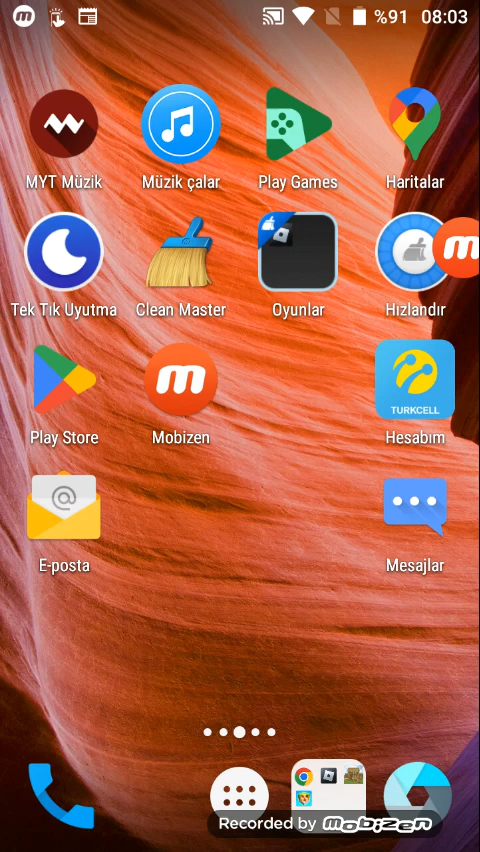 %91 08:03
MYT Müzik
Müzik çalar
Play Games
Haritalar
Tek Tık Uyutma
Clean Master
Oyunlar
Hızlandır
Play Store
Mobizen
TURKCELL
Hesabım
@
E-posta
Mesajlar
Recorded by mobizen